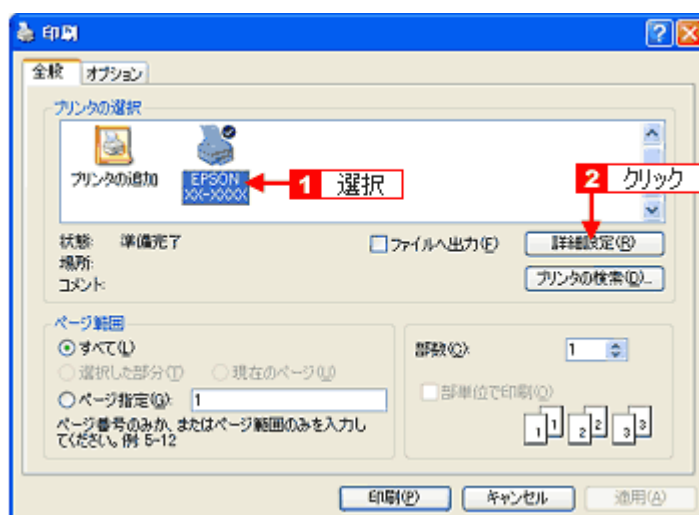 印刷
全般 オプション
プリンタの選択
プリンタの追加
EPSON
XX-XXXX
1 選択
2 クリック
状態: 準備完了
場所:
コメント:
ファイルへ出力(F)
詳細設定(R)
プリンタの検索(D)...
ページ範囲
すべて(L)
選択した部分(T) 現在のページ(U)
ページ指定(G): 1
ページ番号のみか、またはページ範囲のみを入力し
てください。例 5-12
部数(C): 1
部単位で印刷(O)
1 1 2 2 3 3
印刷(P) キャンセル 適用(A)